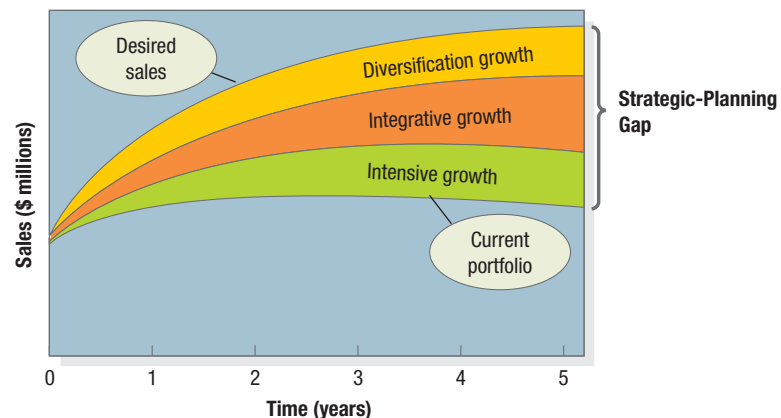 Desired
sales
Diversification growth
Integrative growth
Intensive growth
Current
portfolio
Strategic-Planning
Gap
Sales ($ millions)
0 1 2 3 4 5
Time (years)